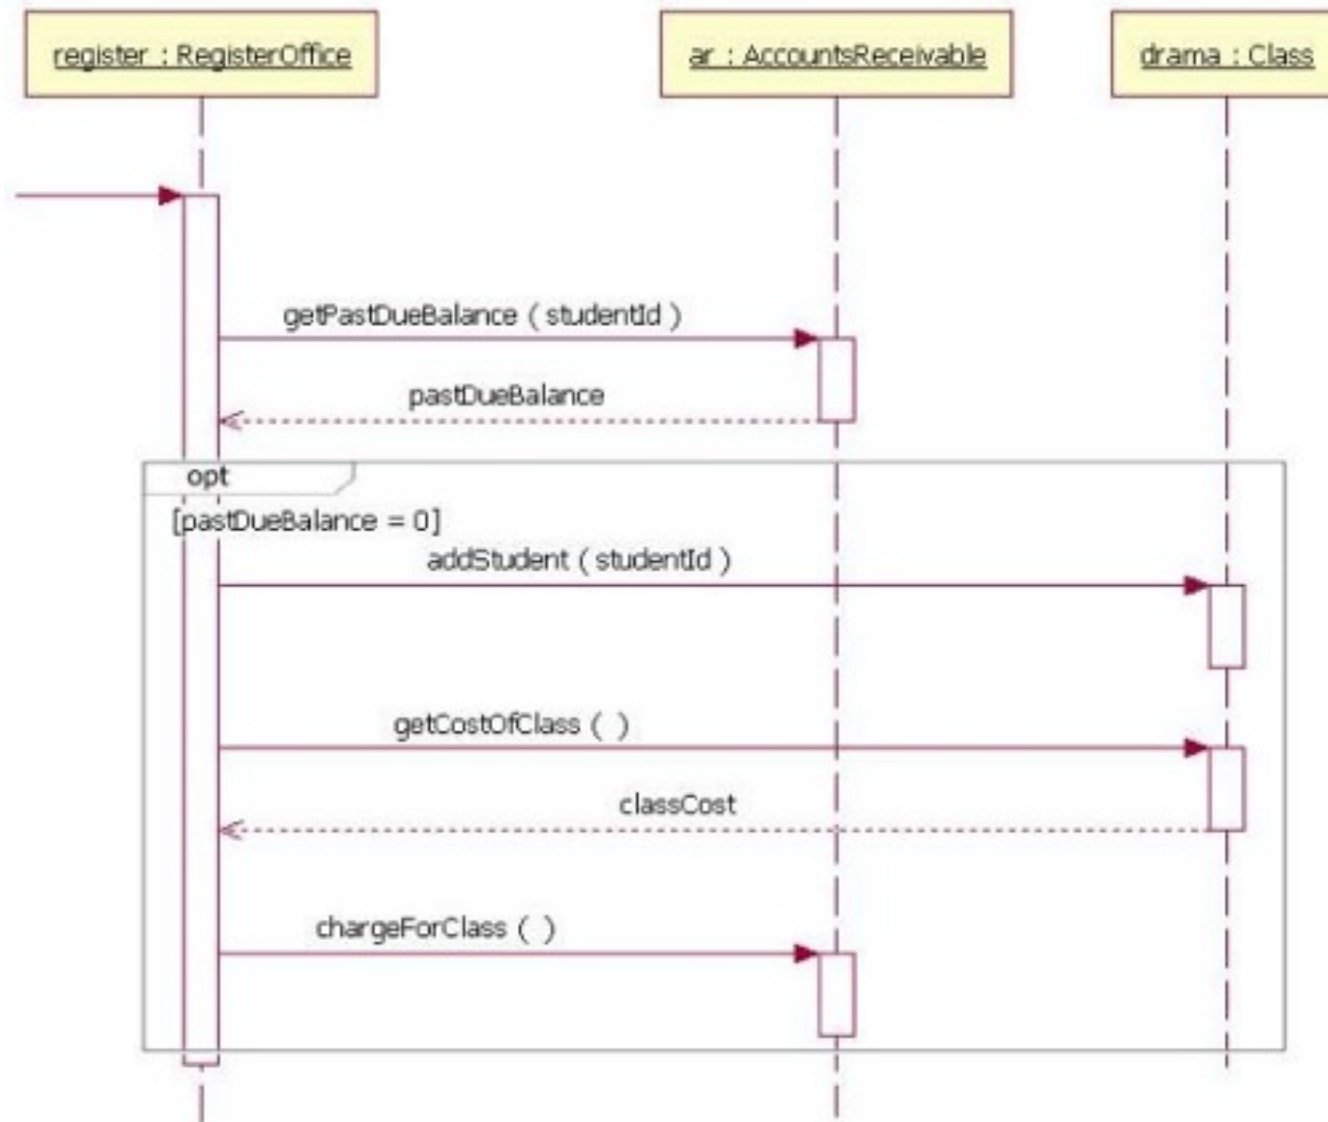 register : RegisterOffice
ar : AccountsReceivable
drama : Class
getPastDueBalance ( studentId )
pastDueBalance
opt
[pastDueBalance = 0]
addStudent ( studentId )
getCostOfClass ( )
classCost
chargeForClass ( )